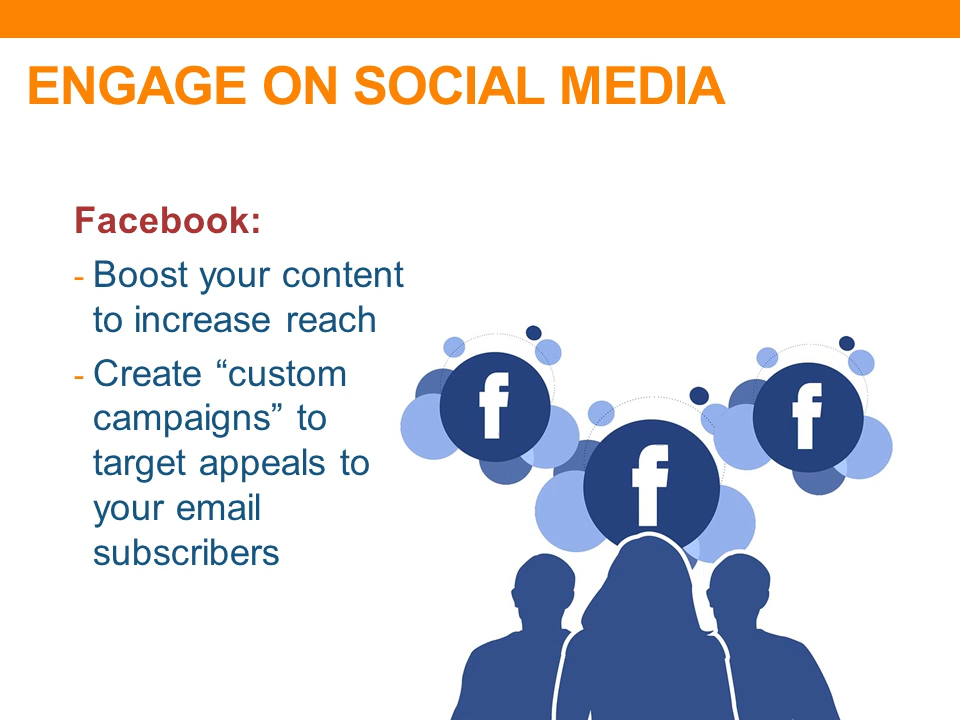 ENGAGE ON SOCIAL MEDIA
Facebook:
- Boost your content
to increase reach
- Create “custom
campaigns” to
target appeals to
your email
subscribers
f
f
f